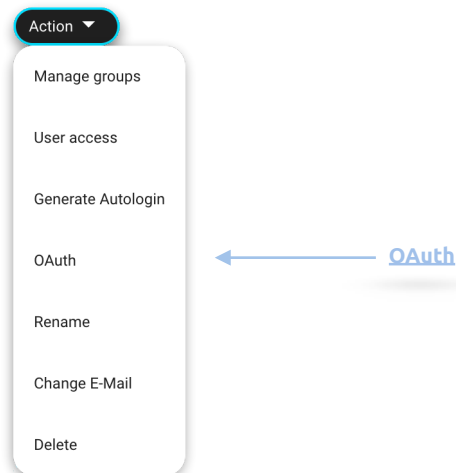 Action
Manage groups
User access
Generate Autologin
OAuth
OAuth
Rename
Change E-Mail
Delete